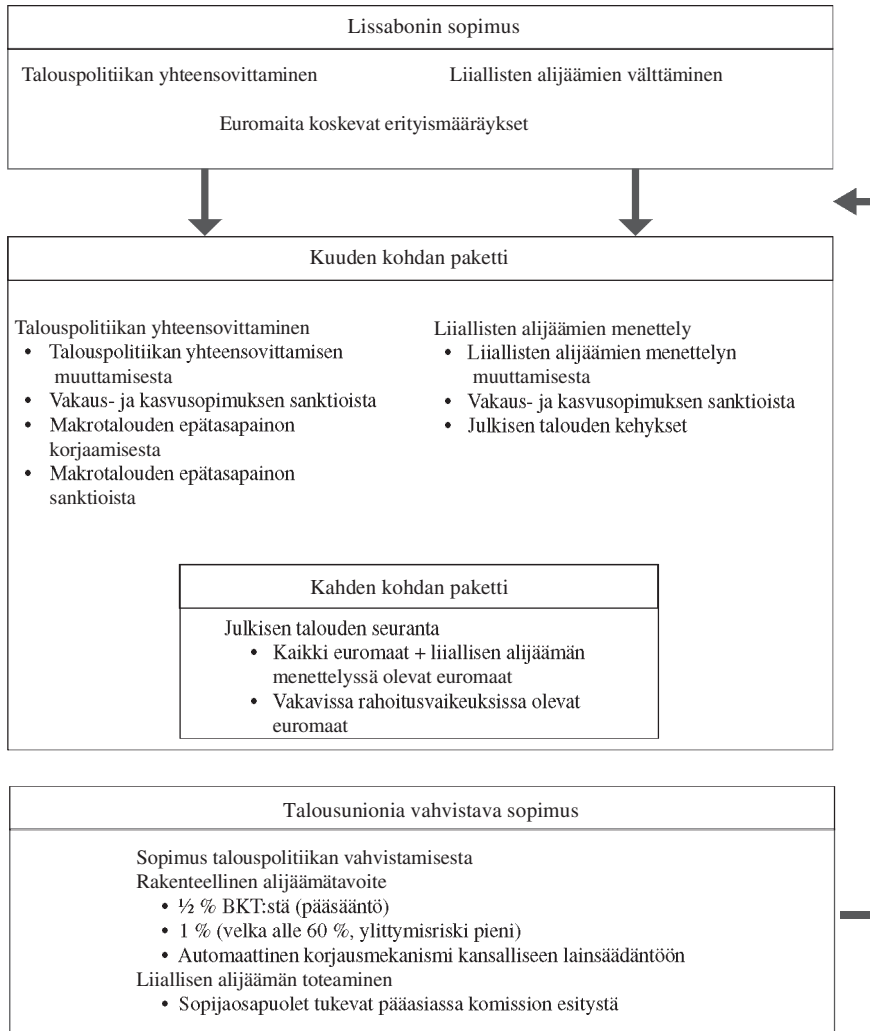 Lissabonin sopimus
Talouspolitiikan yhteensovittaminen
Liiallisten alijäämien välttäminen
Euromaita koskevat erityismääräykset
Kuuden kohdan paketti
Talouspolitiikan yhteensovittaminen
• Talouspolitiikan yhteensovittamisen
muuttamisesta
• Vakaus- ja kasvusopimuksen sanktioista
• Makrotalouden epätasapainon
korjaamisesta
• Makrotalouden epätasapainon
sanktioista
Liiallisten alijäämien menettely
• Liiallisten alijäämien menettelyn
muuttamisesta
• Vakaus- ja kasvusopimuksen sanktioista
• Julkisen talouden kehykset
Kahden kohdan paketti
Julkisen talouden seuranta
• Kaikki euromaat + liiallisen alijäämän
menettelyssä olevat euromaat
• Vakavissa rahoitusvaikeuksissa olevat
euromaat
Talousunionia vahvistava sopimus
Sopimus talouspolitiikan vahvistamisesta
Rakenteellinen alijäämätavoite
• ½ % BKT:stä (pääsääntö)
• 1 % (velka alle 60 %, ylittymisriski pieni)
• Automaattinen korjausmekanismi kansalliseen lainsäädäntöön
Liiallisen alijäämän toteaminen
• Sopijaosapuolet tukevat pääasiassa komission esitystä